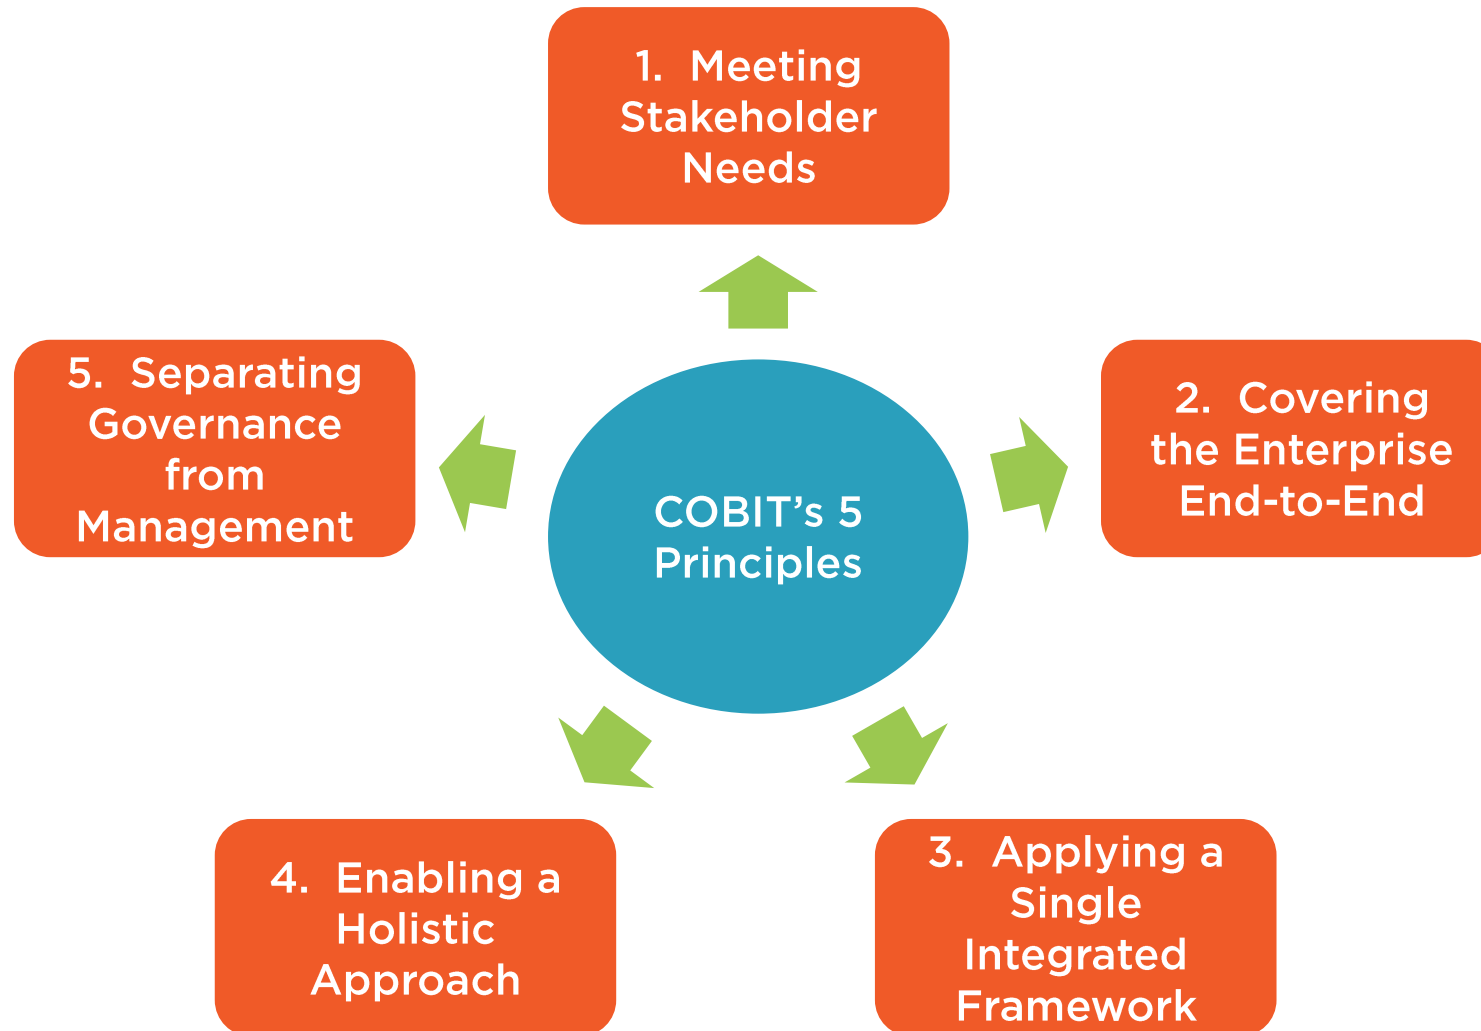 1. Meeting
Stakeholder
Needs
2. Covering
the Enterprise
End-to-End
3. Applying a
Single
Integrated
Framework
4. Enabling a
Holistic
Approach
5. Separating
Governance
from
Management
COBIT’s 5
Principles